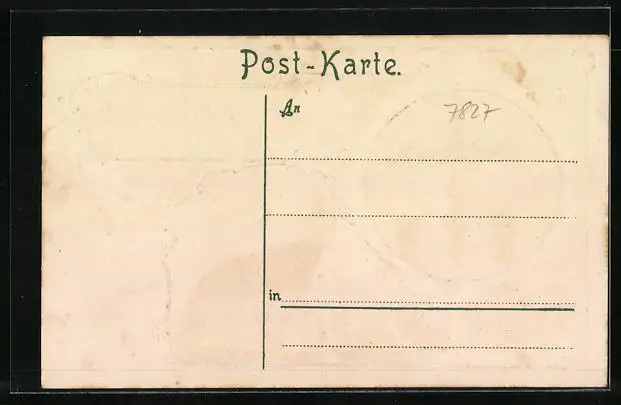 Post-Karte.
An
7827
in